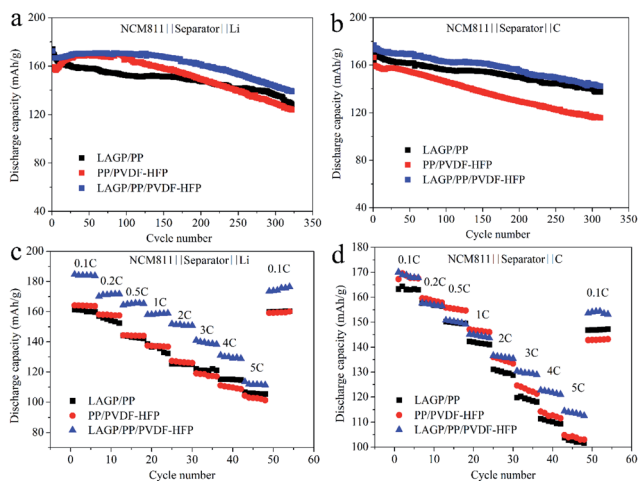 a
NCM811||Separator||Li
200
160
120
80
40
Discharge capacity (mAh/g)
LAGP/PP
PP/PVDF-HFP
LAGP/PP/PVDF-HFP
0 50 100 150 200 250 300 350
Cycle number
b
NCM811||Separator||C
200
160
120
80
40
Discharge capacity (mAh/g)
LAGP/PP
PP/PVDF-HFP
LAGP/PP/PVDF-HFP
0 50 100 150 200 250 300 350
Cycle number
c
NCM811||Separator||Li
200
180
160
140
120
100
80
Discharge capacity (mAh/g)
0.1C
0.2C
0.5C
1C
2C
3C
4C
5C
0.1C
LAGP/PP
PP/PVDF-HFP
LAGP/PP/PVDF-HFP
0 10 20 30 40 50 60
Cycle number
d
NCM811||Separator||C
180
170
160
150
140
130
120
110
100
Discharge capacity (mAh/g)
0.1C
0.2C
0.5C
1C
2C
3C
4C
5C
0.1C
LAGP/PP
PP/PVDF-HFP
LAGP/PP/PVDF-HFP
0 10 20 30 40 50 60
Cycle number